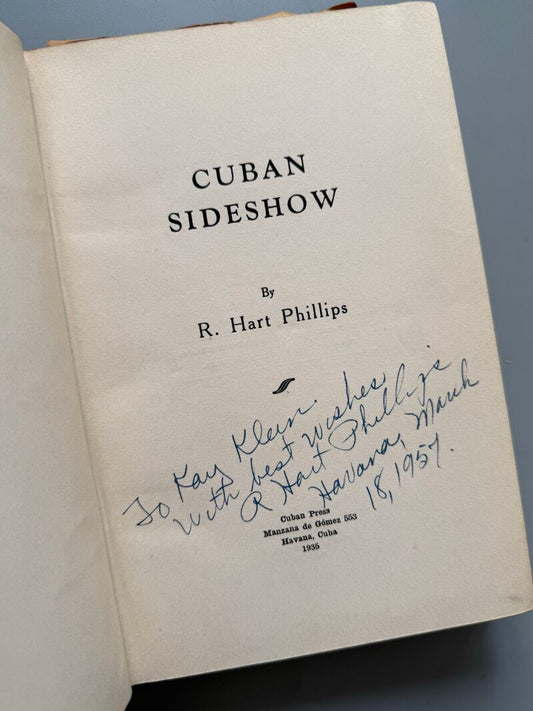 CUBAN
SIDESHOW
By
R. Hart Phillips
To Kay Klein.
With best wishes
R Hart Phillips
Havana, March
18, 1957.
Cuban Press
Manzana de Gómez 553
Havana, Cuba
1935